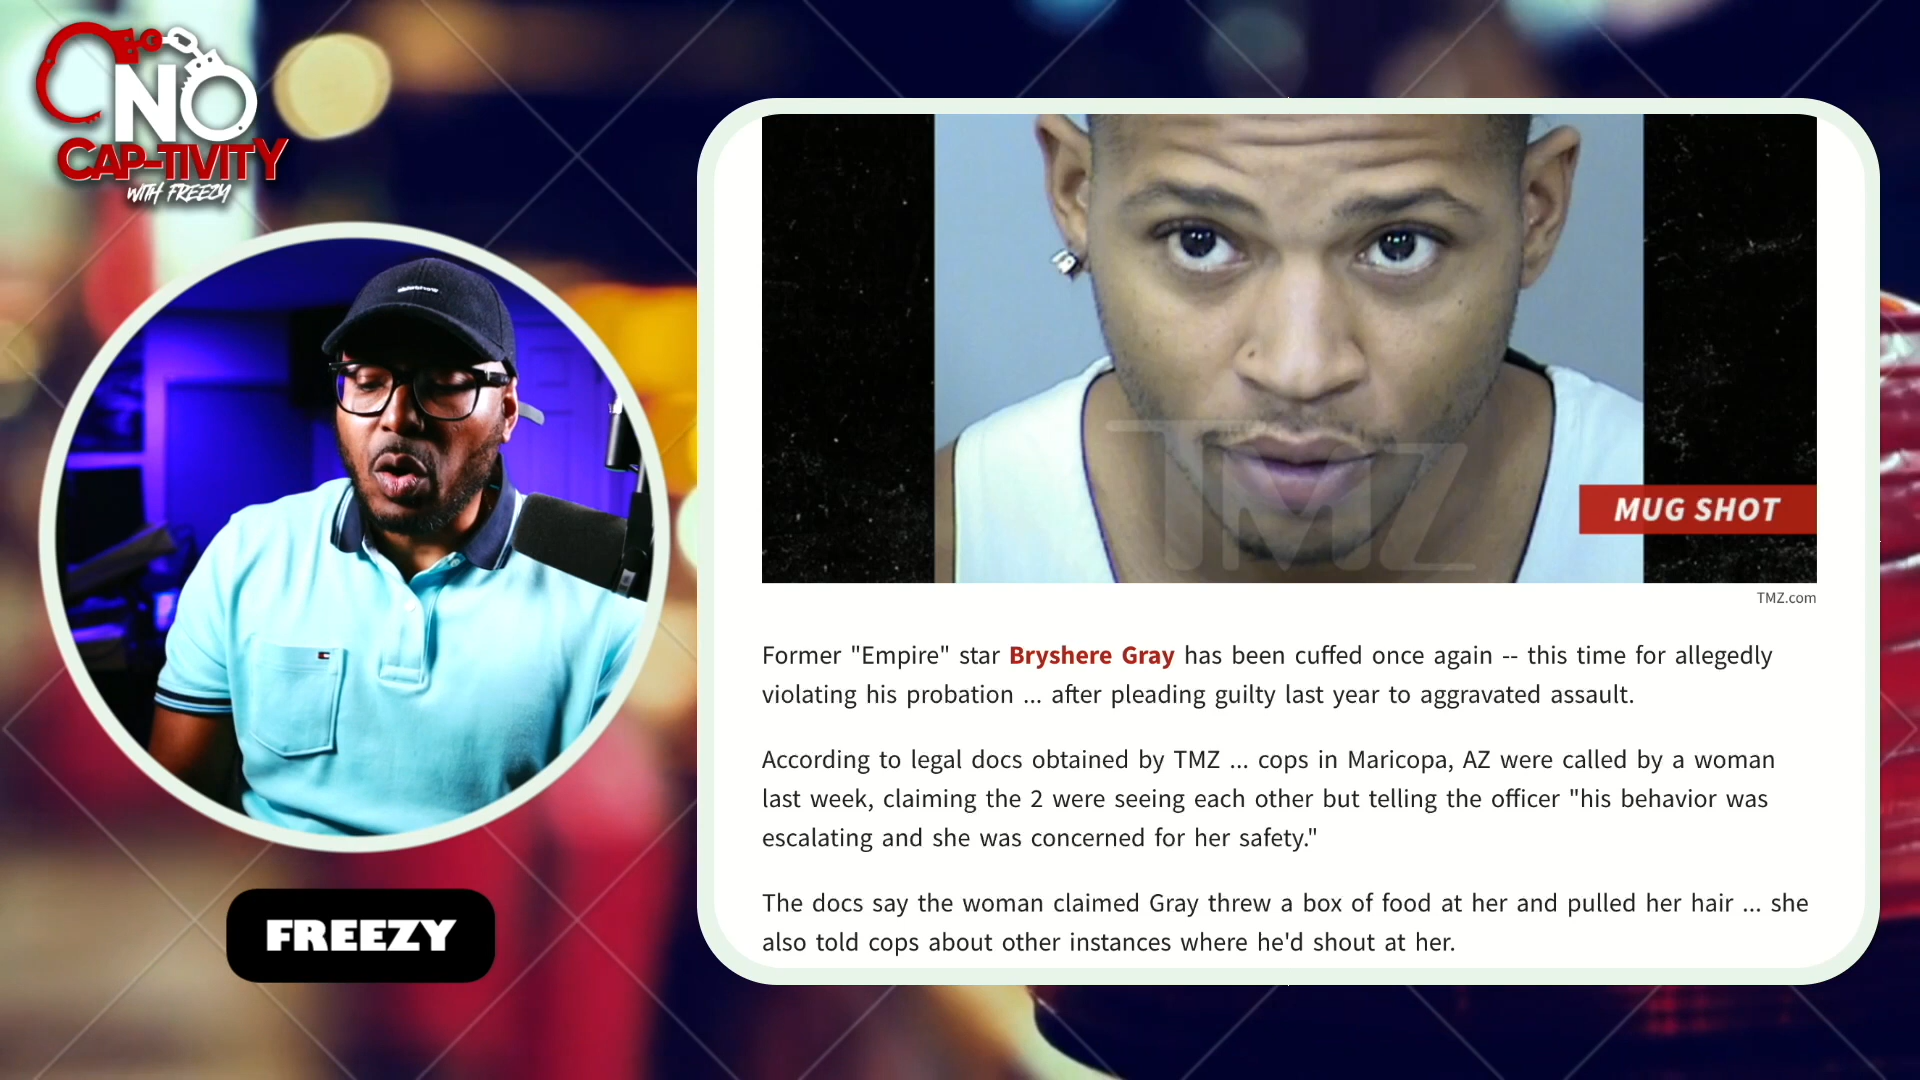 NO
CAP-TIVITY
WITH FREEZY
TMZ
MUG SHOT
TMZ.com
Former "Empire" star Bryshere Gray has been cuffed once again -- this time for allegedly
violating his probation ... after pleading guilty last year to aggravated assault.
According to legal docs obtained by TMZ ... cops in Maricopa, AZ were called by a woman
last week, claiming the 2 were seeing each other but telling the officer "his behavior was
escalating and she was concerned for her safety."
The docs say the woman claimed Gray threw a box of food at her and pulled her hair ... she
also told cops about other instances where he'd shout at her.
FREEZY